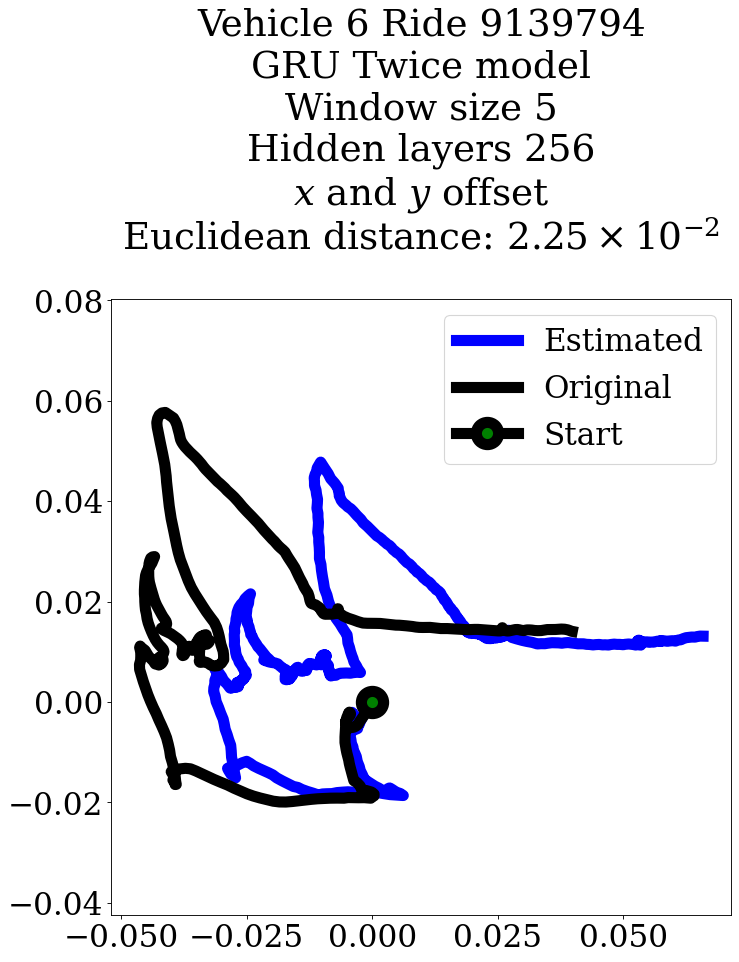 Vehicle 6 Ride 9139794
GRU Twice model
Window size 5
Hidden layers 256
x and y offset
Euclidean distance: 2.25 × 10⁻²
0.08
Estimated
0.06
Original
Start
0.04
0.02
0.00
−0.02
−0.04
−0.050 −0.025 0.000 0.025 0.050